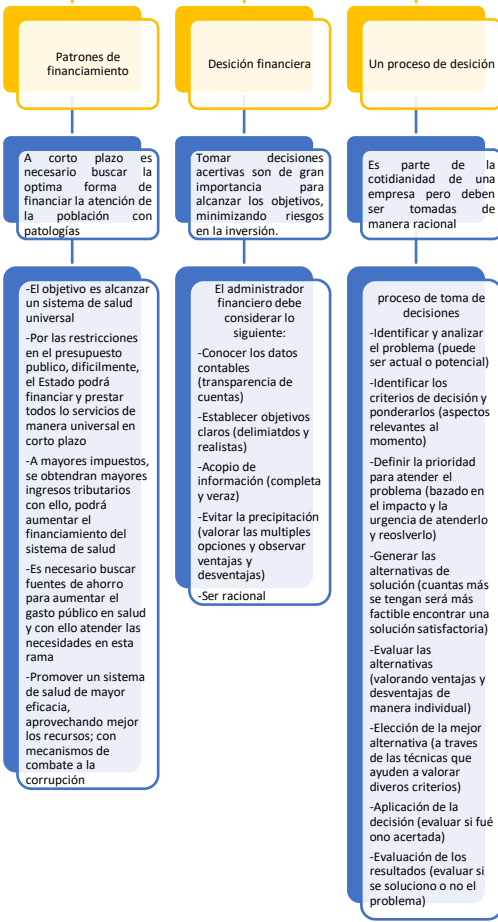 Patrones de
financiamiento
A corto plazo es
necesario buscar la
optima forma de
financiar la atención de
la población con
patologías
-El objetivo es alcanzar
un sistema de salud
universal
-Por las restricciones
en el presupuesto
publico, dificilmente,
el Estado podrá
financiar y prestar
todos lo servicios de
manera universal en
corto plazo
-A mayores impuestos,
se obtendran mayores
ingresos tributarios
con ello, podrá
aumentar el
financiamiento del
sistema de salud
-Es necesario buscar
fuentes de ahorro
para aumentar el
gasto público en salud
y con ello atender las
necesidades en esta
rama
-Promover un sistema
de salud de mayor
eficacia,
aprovechando mejor
los recursos; con
mecanismos de
combate a la
corrupción
Desición financiera
Tomar decisiones
acertivas son de gran
importancia para
alcanzar los objetivos,
minimizando riesgos
en la inversión.
El administrador
financiero debe
considerar lo
siguiente:
-Conocer los datos
contables
(transparencia de
cuentas)
-Establecer objetivos
claros (delimiatdos y
realistas)
-Acopio de
información (completa
y veraz)
-Evitar la precipitación
(valorar las multiples
opciones y observar
ventajas y
desventajas)
-Ser racional
Un proceso de desición
Es parte de la
cotidianidad de una
empresa pero deben
ser tomadas de
manera racional
proceso de toma de
decisiones
-Identificar y analizar
el problema (puede
ser actual o potencial)
-Identificar los
criterios de decisión y
ponderarlos (aspectos
relevantes al
momento)
-Definir la prioridad
para atender el
problema (bazado en
el impacto y la
urgencia de atenderlo
y reoslverlo)
-Generar las
alternativas de
solución (cuantas más
se tengan será más
factible encontrar una
solución satisfactoria)
-Evaluar las
alternativas
(valorando ventajas y
desventajas de
manera individual)
-Elección de la mejor
alternativa (a traves
de las técnicas que
ayuden a valorar
diveros criterios)
-Aplicación de la
decisión (evaluar si fué
ono acertada)
-Evaluación de los
resultados (evaluar si
se soluciono o no el
problema)